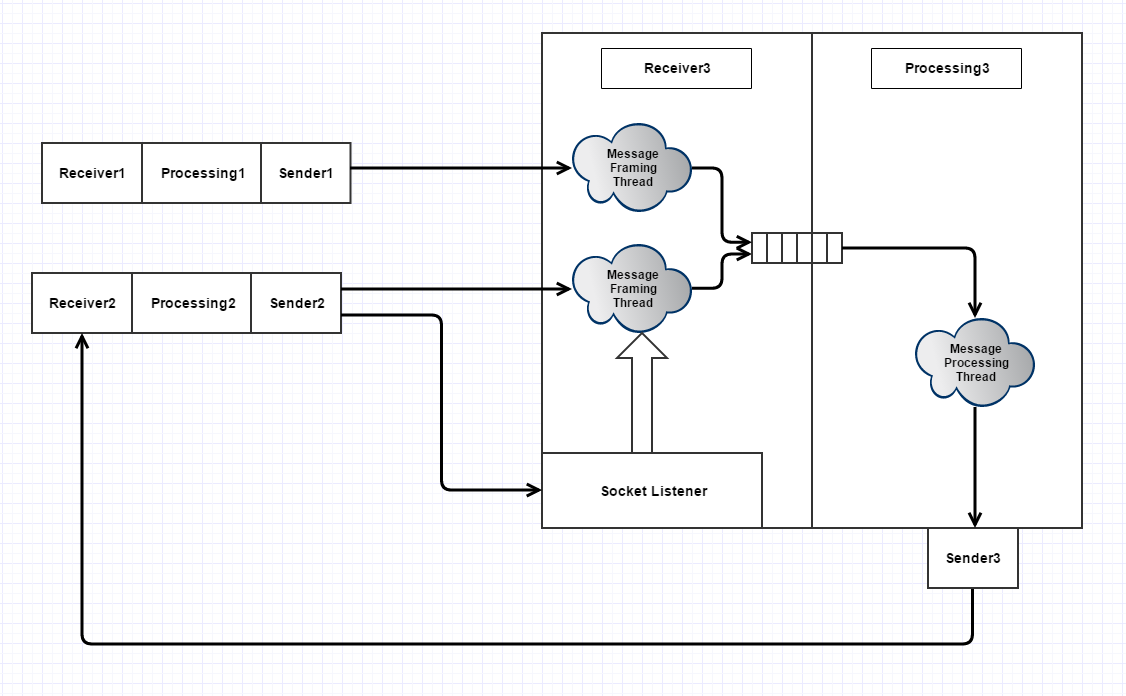 Receiver3
Processing3
Message
Framing
Thread
Receiver1
Processing1
Sender1
Message
Framing
Thread
Receiver2
Processing2
Sender2
Message
Processing
Thread
Socket Listener
Sender3